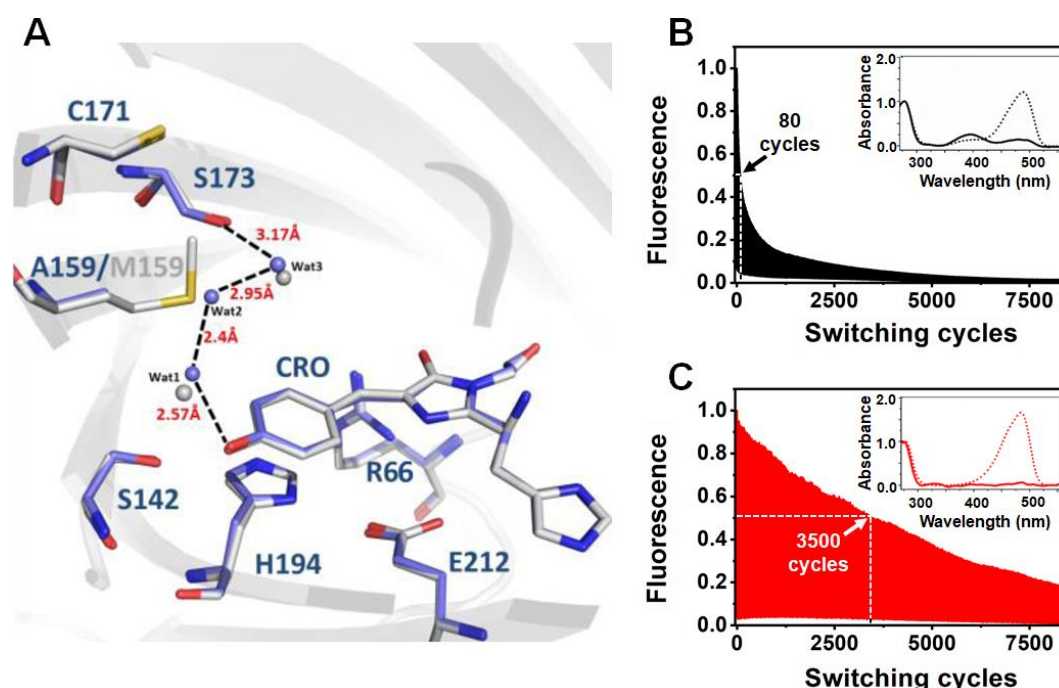 A
C171
S173
3.17Å
A159/M159
Wat3
2.95Å
Wat2
2.4Å
Wat1
CRO
2.57Å
R66
S142
H194
E212
B
Fluorescence
1.0
0.8
0.6
0.4
0.2
0.0
80
cycles
Absorbance
2.0
1.0
0.0
300 400 500
Wavelength (nm)
0 2500 5000 7500
Switching cycles
C
Fluorescence
1.0
0.8
0.6
0.4
0.2
0.0
3500
cycles
Absorbance
2.0
1.0
0.0
300 400 500
Wavelength (nm)
0 2500 5000 7500
Switching cycles